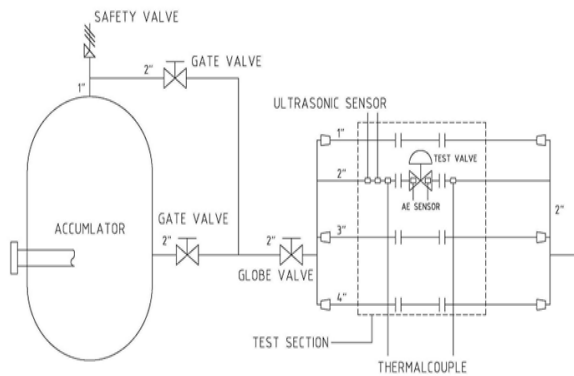 SAFETY VALVE
2"
GATE VALVE
1"
ULTRASONIC SENSOR
1"
TEST VALVE
2"
AE SENSOR
ACCUMLATOR
GATE VALVE
2"
2"
GLOBE VALVE
3"
2"
4"
TEST SECTION
THERMALCOUPLE